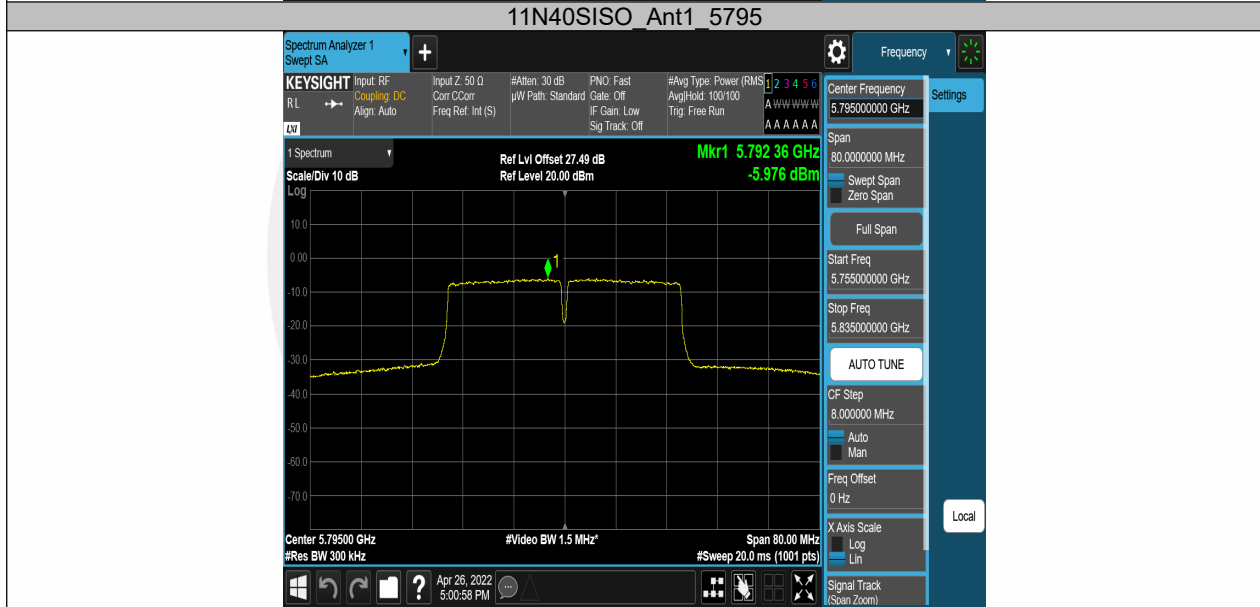 11N40SISO_Ant1_5795
Spectrum Analyzer 1
Swept SA
+
Frequency
KEYSIGHT
RL
LXI
Input: RF
Coupling: DC
Align: Auto
Input Z: 50 Ω
Corr CCorr
Freq Ref: Int (S)
#Atten: 30 dB
µW Path: Standard
PNO: Fast
Gate: Off
IF Gain: Low
Sig Track: Off
#Avg Type: Power (RMS
Avg|Hold: 100/100
Trig: Free Run
1 2 3 4 5 6
A W W W W W
A A A A A A
1 Spectrum
Scale/Div 10 dB
Ref Lvl Offset 27.49 dB
Ref Level 20.00 dBm
Mkr1 5.792 36 GHz
-5.976 dBm
Log
10.0
0.00
-10.0
-20.0
-30.0
-40.0
-50.0
-60.0
-70.0
1
Center 5.79500 GHz
#Res BW 300 kHz
#Video BW 1.5 MHz*
Span 80.00 MHz
#Sweep 20.0 ms (1001 pts)
Center Frequency
5.795000000 GHz
Settings
Span
80.0000000 MHz
Swept Span
Zero Span
Full Span
Start Freq
5.755000000 GHz
Stop Freq
5.835000000 GHz
AUTO TUNE
CF Step
8.000000 MHz
Auto
Man
Freq Offset
0 Hz
Local
X Axis Scale
Log
Lin
Signal Track
(Span Zoom)
?
Apr 26, 2022
5:00:58 PM